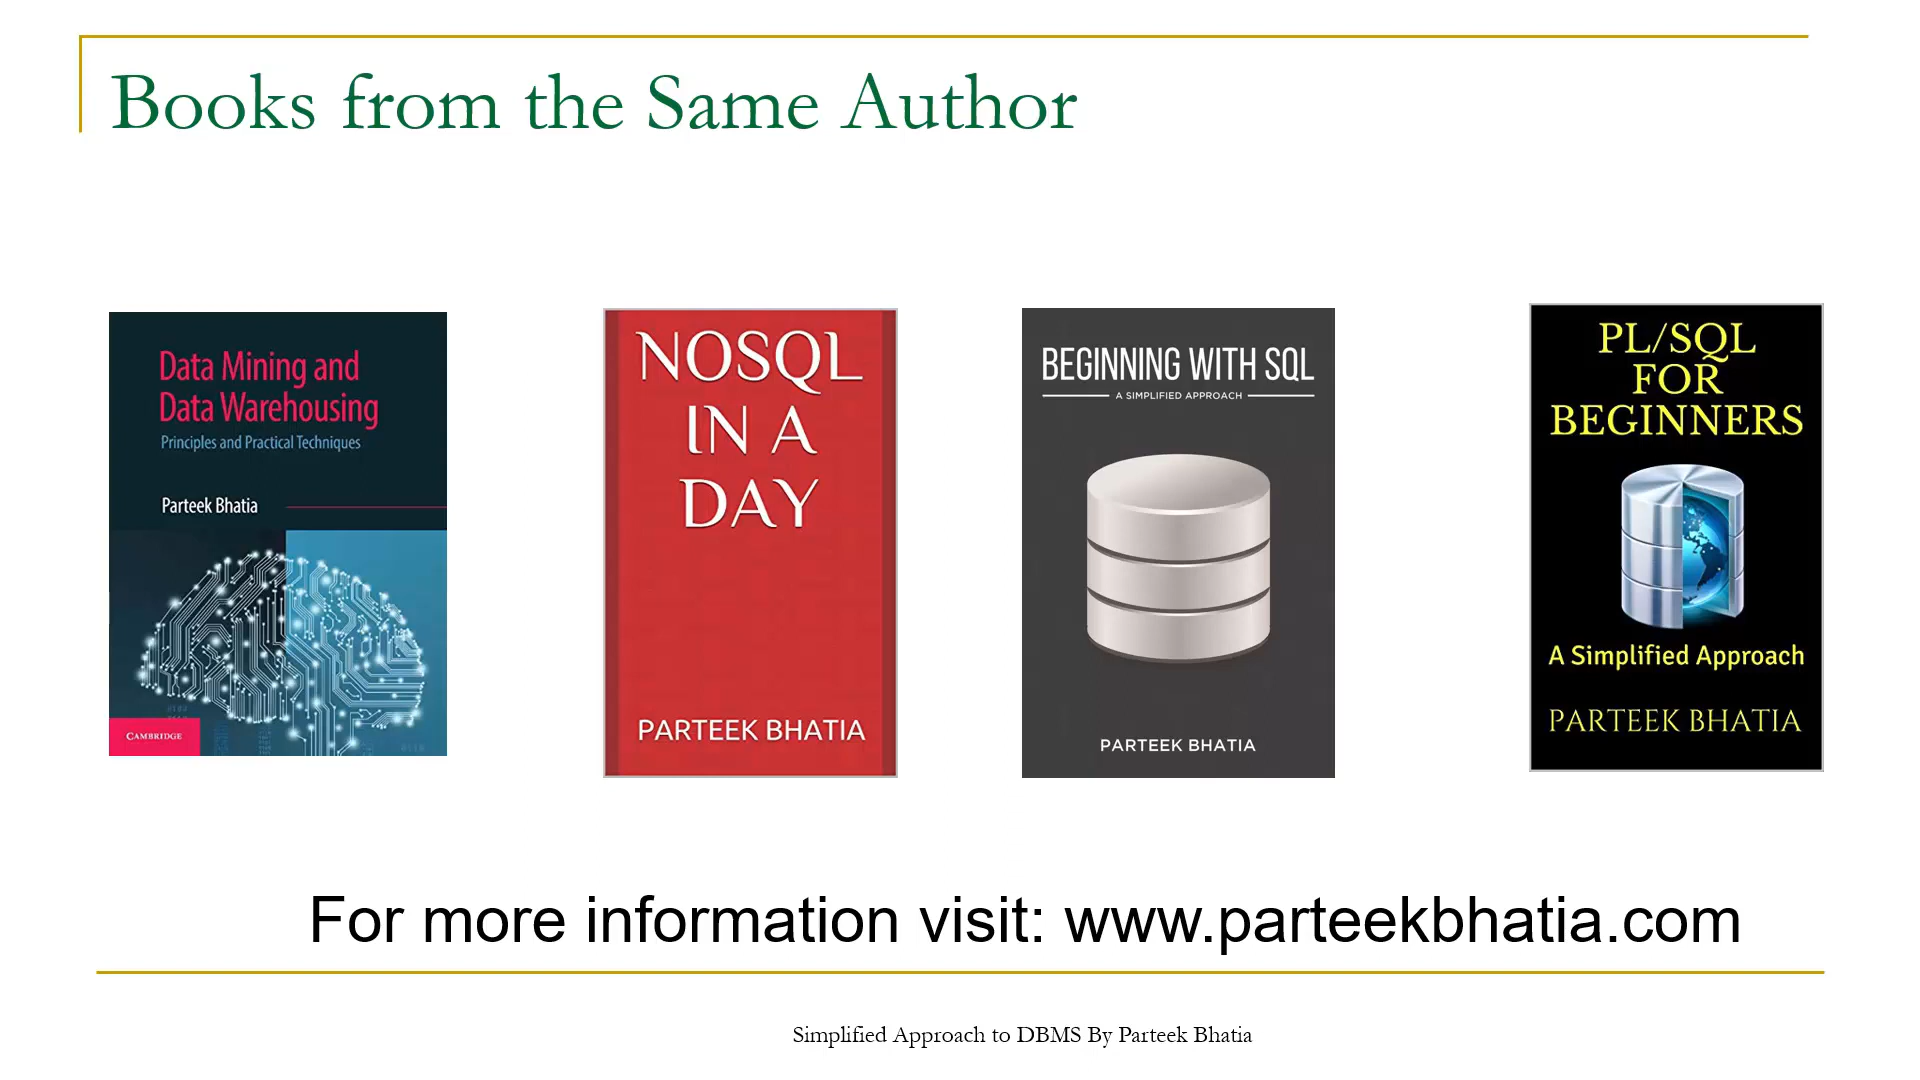 Books from the Same Author
Data Mining and
Data Warehousing
Principles and Practical Techniques
Parteek Bhatia
CAMBRIDGE
NOSQL
IN A
DAY
PARTEEK BHATIA
BEGINNING WITH SQL
A SIMPLIFIED APPROACH
PARTEEK BHATIA
PL/SQL
FOR
BEGINNERS
A Simplified Approach
PARTEEK BHATIA
For more information visit: www.parteekbhatia.com
Simplified Approach to DBMS By Parteek Bhatia